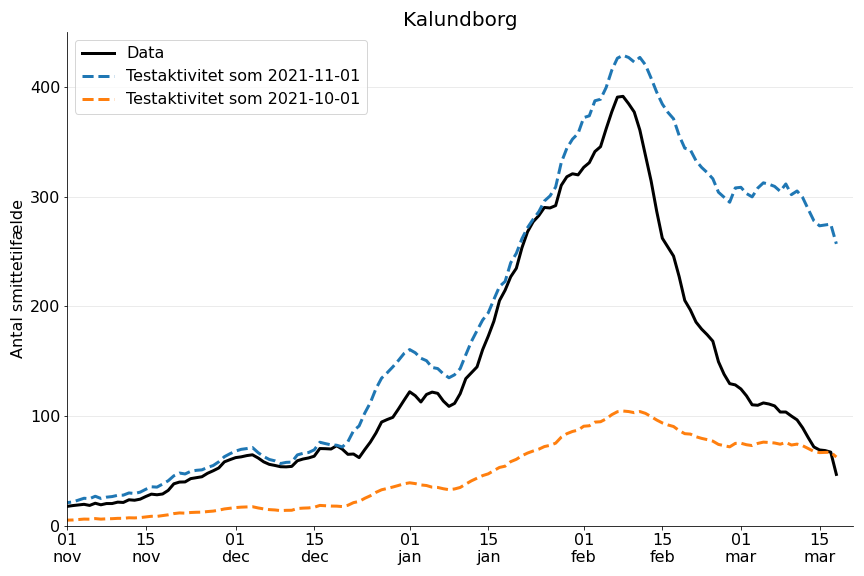 Kalundborg
Data
Testaktivitet som 2021-11-01
Testaktivitet som 2021-10-01
Antal smittetilfælde
400
300
200
100
0
01 15 01 15 01 15 01 15 01 15
nov nov dec dec jan jan feb feb mar mar